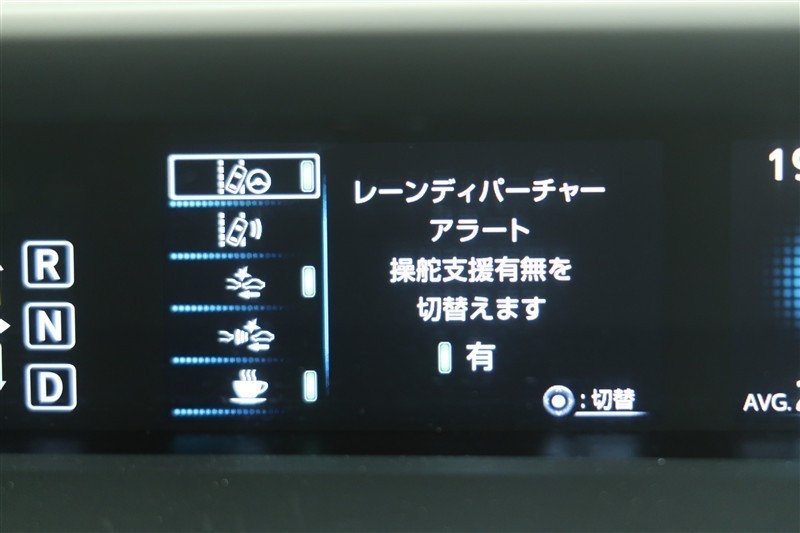 R
N
D
レーンディパーチャー
アラート
操舵支援有無を
切替えます
有
:切替
19
AVG.